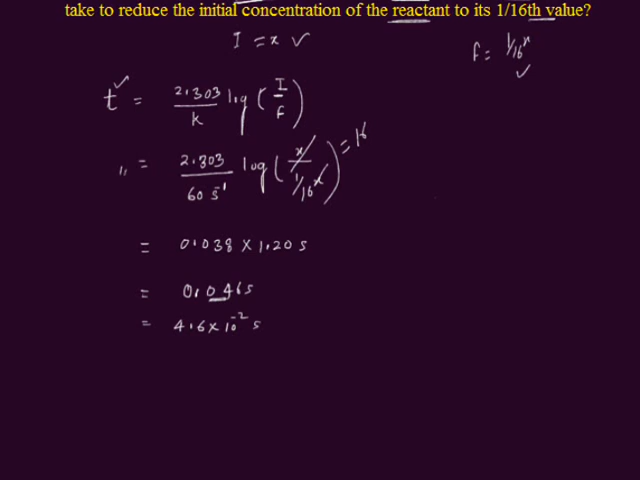 take to reduce the initial concentration of the reactant to its 1/16th value?
I = x ✓
f = 1/16 x ✓
t ✓ = 2.303/k log (I/f)
" = 2.303/60 s⁻¹ log (x/(1/16 x)) = 16
= 0.038 × 1.20 s
= 0.046 s
= 4.6 × 10⁻² s